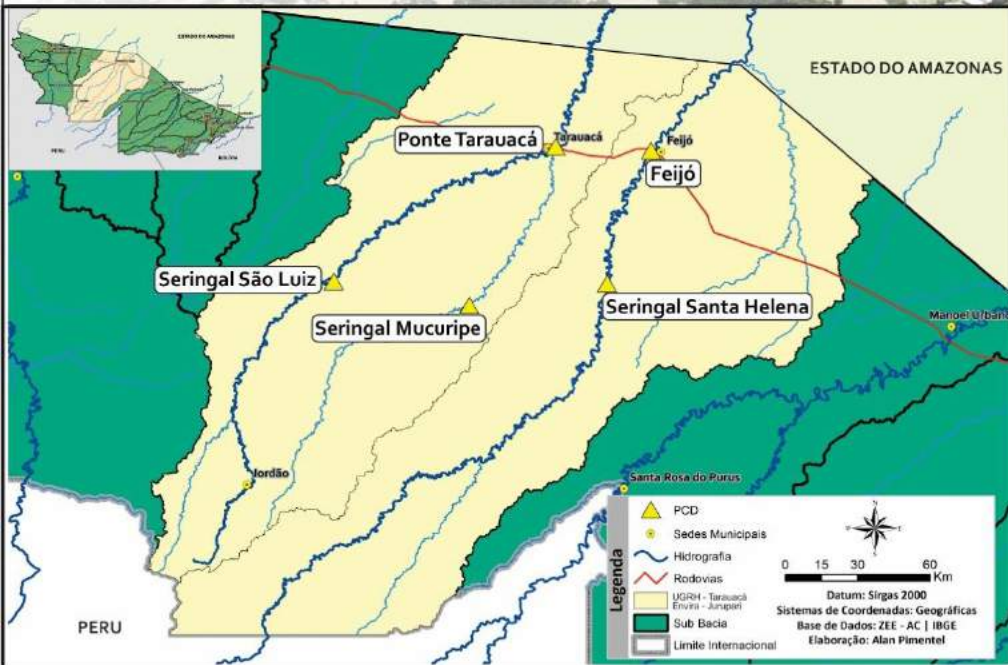 ESTADO DO AMAZONAS
PERU
BOLÍVIA
ESTADO DO AMAZONAS
Ponte Tarauacá
Tarauacá
Feijó
Feijó
Seringal São Luiz
Seringal Mucuripe
Seringal Santa Helena
Manoel Urbano
Jordão
Santa Rosa do Purus
PERU
Legenda
PCD
Sedes Municipais
Hidrografia
Rodovias
UGRH - Tarauacá
Envira - Jurupari
Sub Bacia
Limite Internacional
N
0 15 30 60
Km
Datum: Sirgas 2000
Sistemas de Coordenadas: Geográficas
Base de Dados: ZEE - AC | IBGE
Elaboração: Alan Pimentel